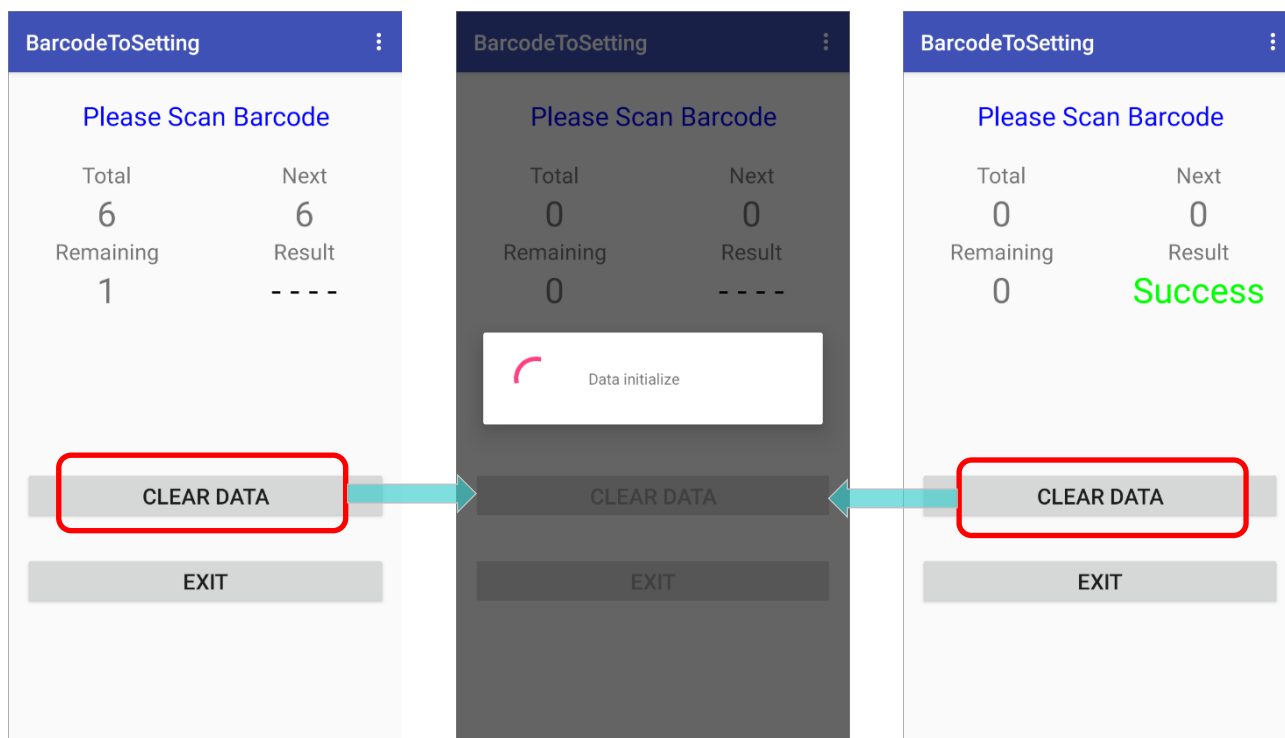 BarcodeToSetting
Please Scan Barcode
Total Next
6 6
Remaining Result
1 - - - -
CLEAR DATA
EXIT
BarcodeToSetting
Please Scan Barcode
Total Next
0 0
Remaining Result
0 - - - -
Data initialize
CLEAR DATA
EXIT
BarcodeToSetting
Please Scan Barcode
Total Next
0 0
Remaining Result
0 Success
CLEAR DATA
EXIT